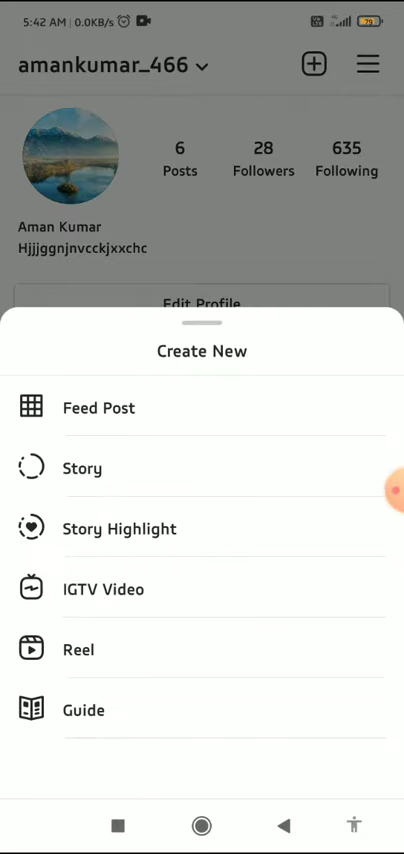 5:42 AM | 0.0KB/s
79
amankumar_466
6 28 635
Posts Followers Following
Aman Kumar
Hjjjggnjnvcckjxxchc
Edit Profile
Create New
Feed Post
Story
Story Highlight
IGTV Video
Reel
Guide